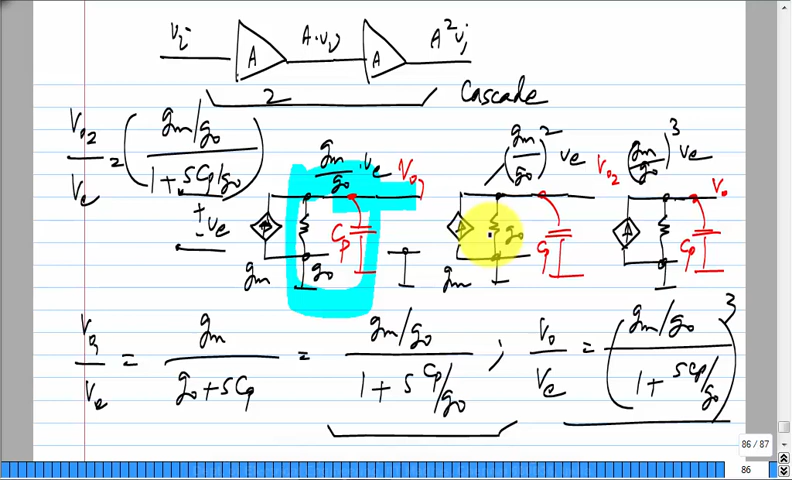 Vi A A·vi A A²vi
2 Cascade
Vo2/Ve = ( (gm/go) / (1 + sCp/go) )
gm/go · ve Vo1 (gm/go)² ve Vo2 (gm/go)³ ve Vo
+ ve -
Cp go Cp Cp
gm go gm
Vo1/Ve = gm / (go + sCp) = (gm/go) / (1 + s Cp/go) ; Vo/Ve = ( (gm/go) / (1 + sCp/go) )³
86 / 87
86